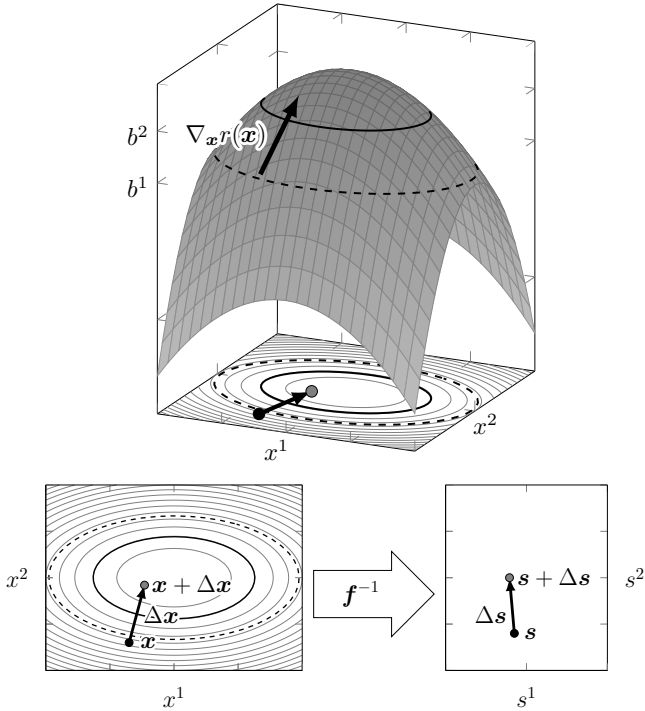 b²
∇ₓr(x)
b¹
x²
x¹
x²
x + Δx
Δx
x
x¹
f⁻¹
s + Δs
Δs
s
s²
s¹